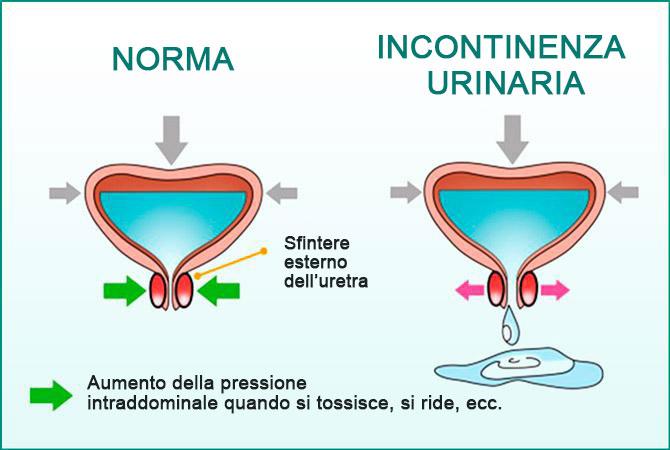 NORMA
INCONTINENZA
URINARIA
Sfintere
esterno
dell'uretra
Aumento della pressione
intraddominale quando si tossisce, si ride, ecc.